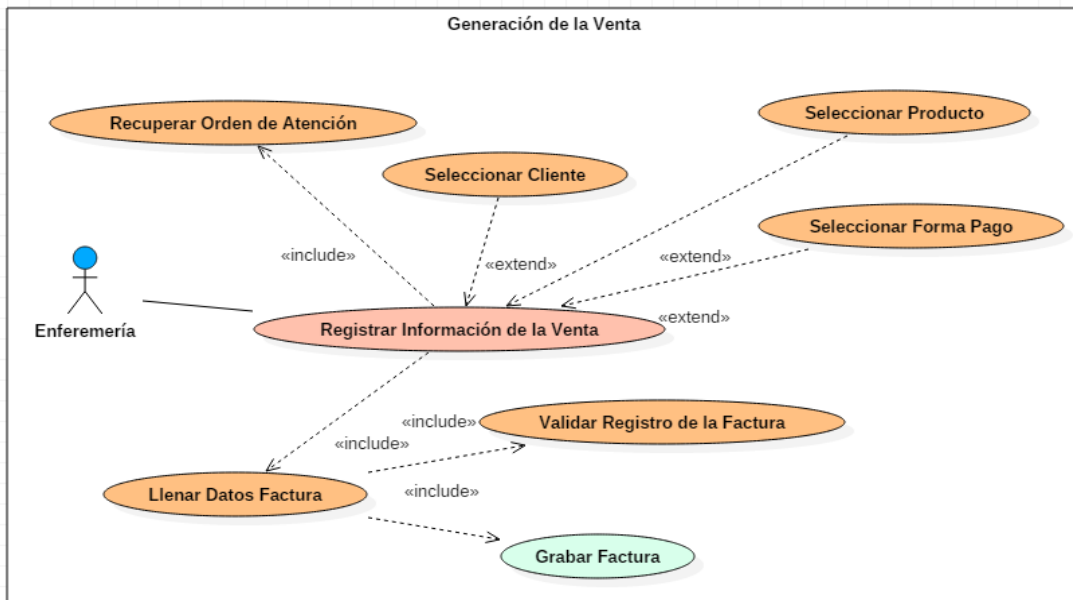 Generación de la Venta
Recuperar Orden de Atención
Seleccionar Producto
Seleccionar Cliente
Seleccionar Forma Pago
«include»
«extend»
«extend»
Enferemería
Registrar Información de la Venta
«extend»
«include»
Validar Registro de la Factura
«include»
Llenar Datos Factura
«include»
Grabar Factura